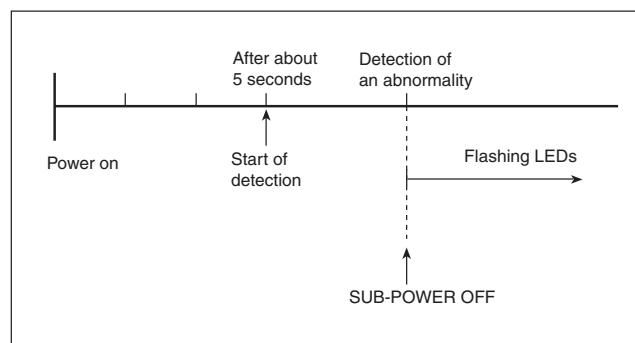 After about
5 seconds
Detection of
an abnormality
Power on
Start of
detection
Flashing LEDs
SUB-POWER OFF